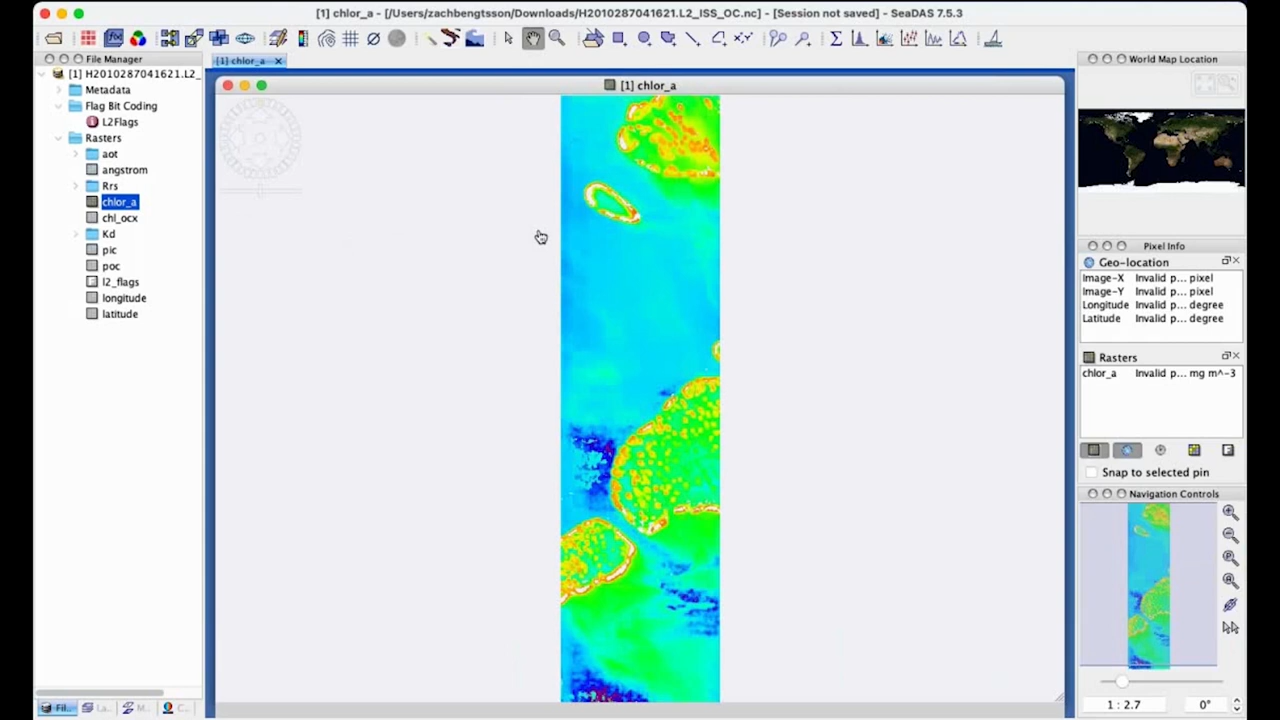 [1] chlor_a - [/Users/zachbengtsson/Downloads/H2010287041621.L2_ISS_OC.nc] - [Session not saved] - SeaDAS 7.5.3
File Manager
[1] chlor_a
World Map Location
[1] H2010287041621.L2_
Metadata
Flag Bit Coding
L2Flags
Rasters
aot
angstrom
Rrs
chlor_a
chl_ocx
Kd
pic
poc
l2_flags
longitude
latitude
[1] chlor_a
Pixel Info
Geo-location
Image-X Invalid p... pixel
Image-Y Invalid p... pixel
Longitude Invalid p... degree
Latitude Invalid p... degree
Rasters
chlor_a Invalid p... mg m^-3
Snap to selected pin
Navigation Controls
1 : 2.7 0°
Fil... La... M... C...